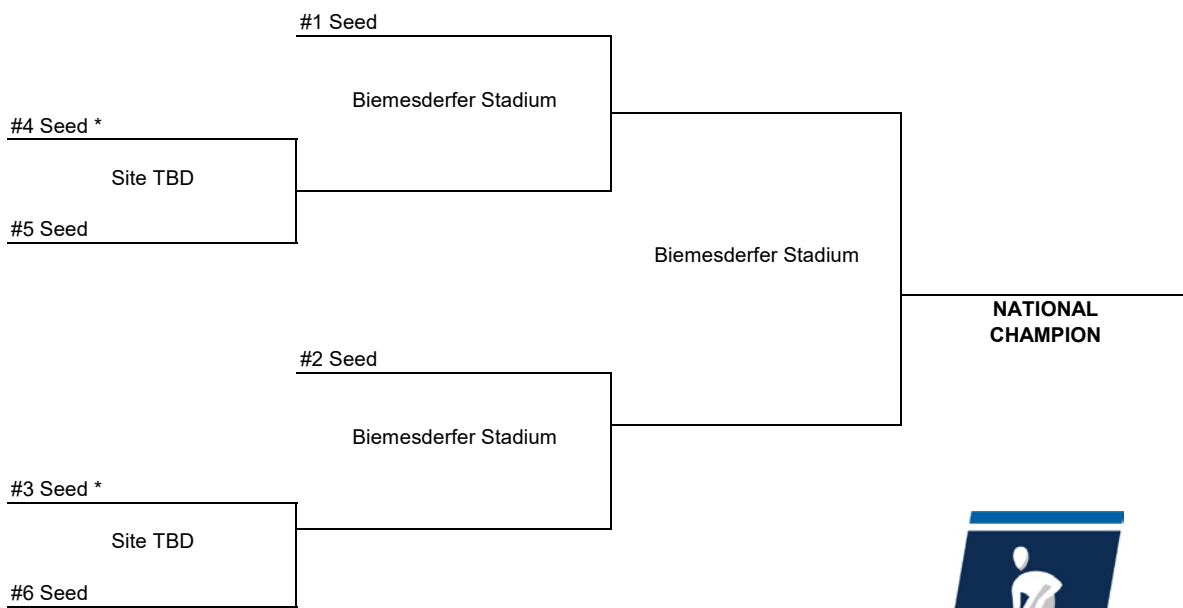 #1 Seed
Biemesderfer Stadium
#4 Seed *
Site TBD
#5 Seed
Biemesderfer Stadium
NATIONAL
CHAMPION
#2 Seed
Biemesderfer Stadium
#3 Seed *
Site TBD
#6 Seed